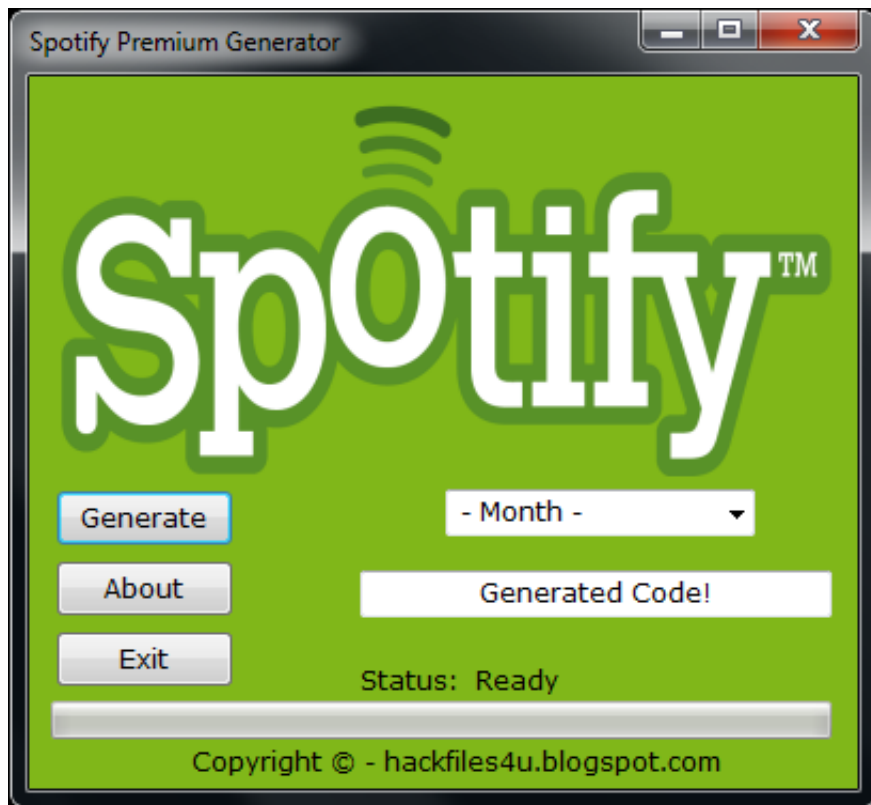 Spotify Premium Generator
Spotify™
Generate
- Month -
About
Generated Code!
Exit
Status: Ready
Copyright © - hackfiles4u.blogspot.com